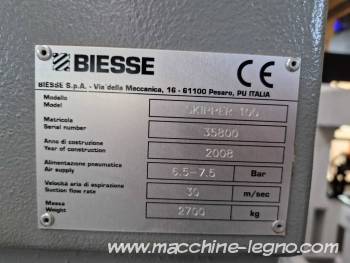 BIESSE CE
BIESSE S.p.A. - Via della Meccanica, 16 - 61100 Pesaro, PU ITALIA
Modello
Model SKIPPER 100
Matricola
Serial number 35800
Anno di costruzione
Year of construction 2008
Alimentazione pneumatica
Air supply 6.5-7.5 Bar
Velocità aria di aspirazione
Suction flow rate 30 m/sec
Massa
Weight 2700 kg
www.macchine-legno.com